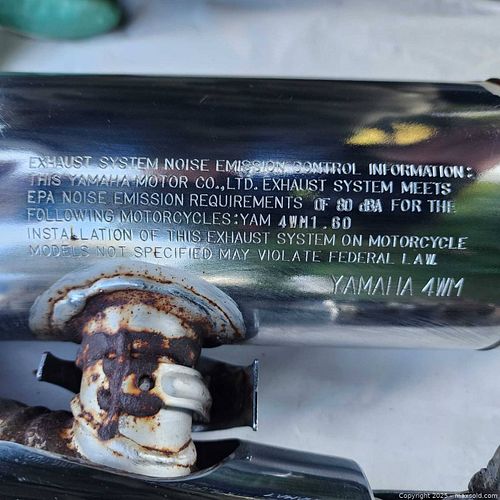 EXHAUST SYSTEM NOISE EMISSION CONTROL INFORMATION:
THIS YAMAHA MOTOR CO.,LTD. EXHAUST SYSTEM MEETS
EPA NOISE EMISSION REQUIREMENTS OF 80 dBA FOR THE
FOLLOWING MOTORCYCLES:YAM 4WM1.60
INSTALLATION OF THIS EXHAUST SYSTEM ON MOTORCYCLE
MODELS NOT SPECIFIED MAY VIOLATE FEDERAL LAW.
YAMAHA 4WM
Copyright 2025 - maxsold.com